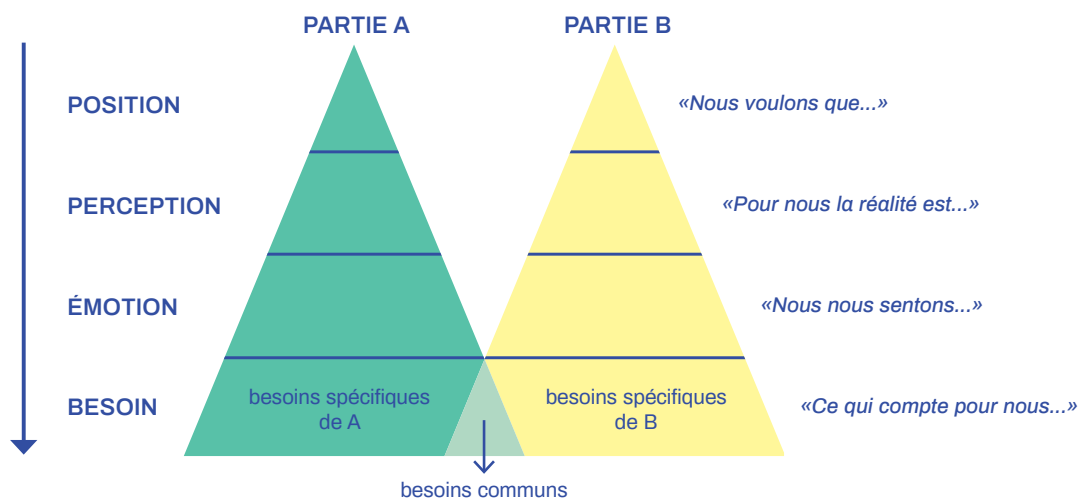 PARTIE A
PARTIE B
POSITION
«Nous voulons que...»
PERCEPTION
«Pour nous la réalité est...»
ÉMOTION
«Nous nous sentons...»
BESOIN
besoins spécifiques
de A
besoins spécifiques
de B
«Ce qui compte pour nous...»
besoins communs